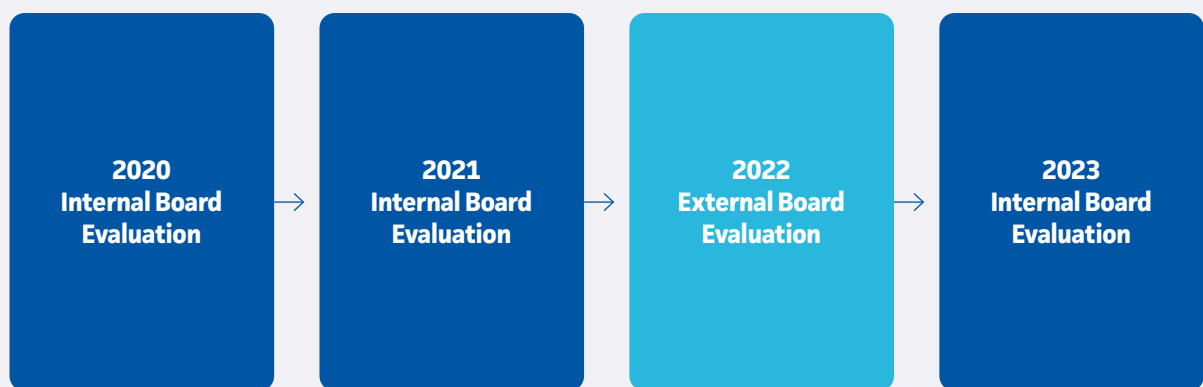 2020
Internal Board
Evaluation
2021
Internal Board
Evaluation
2022
External Board
Evaluation
2023
Internal Board
Evaluation